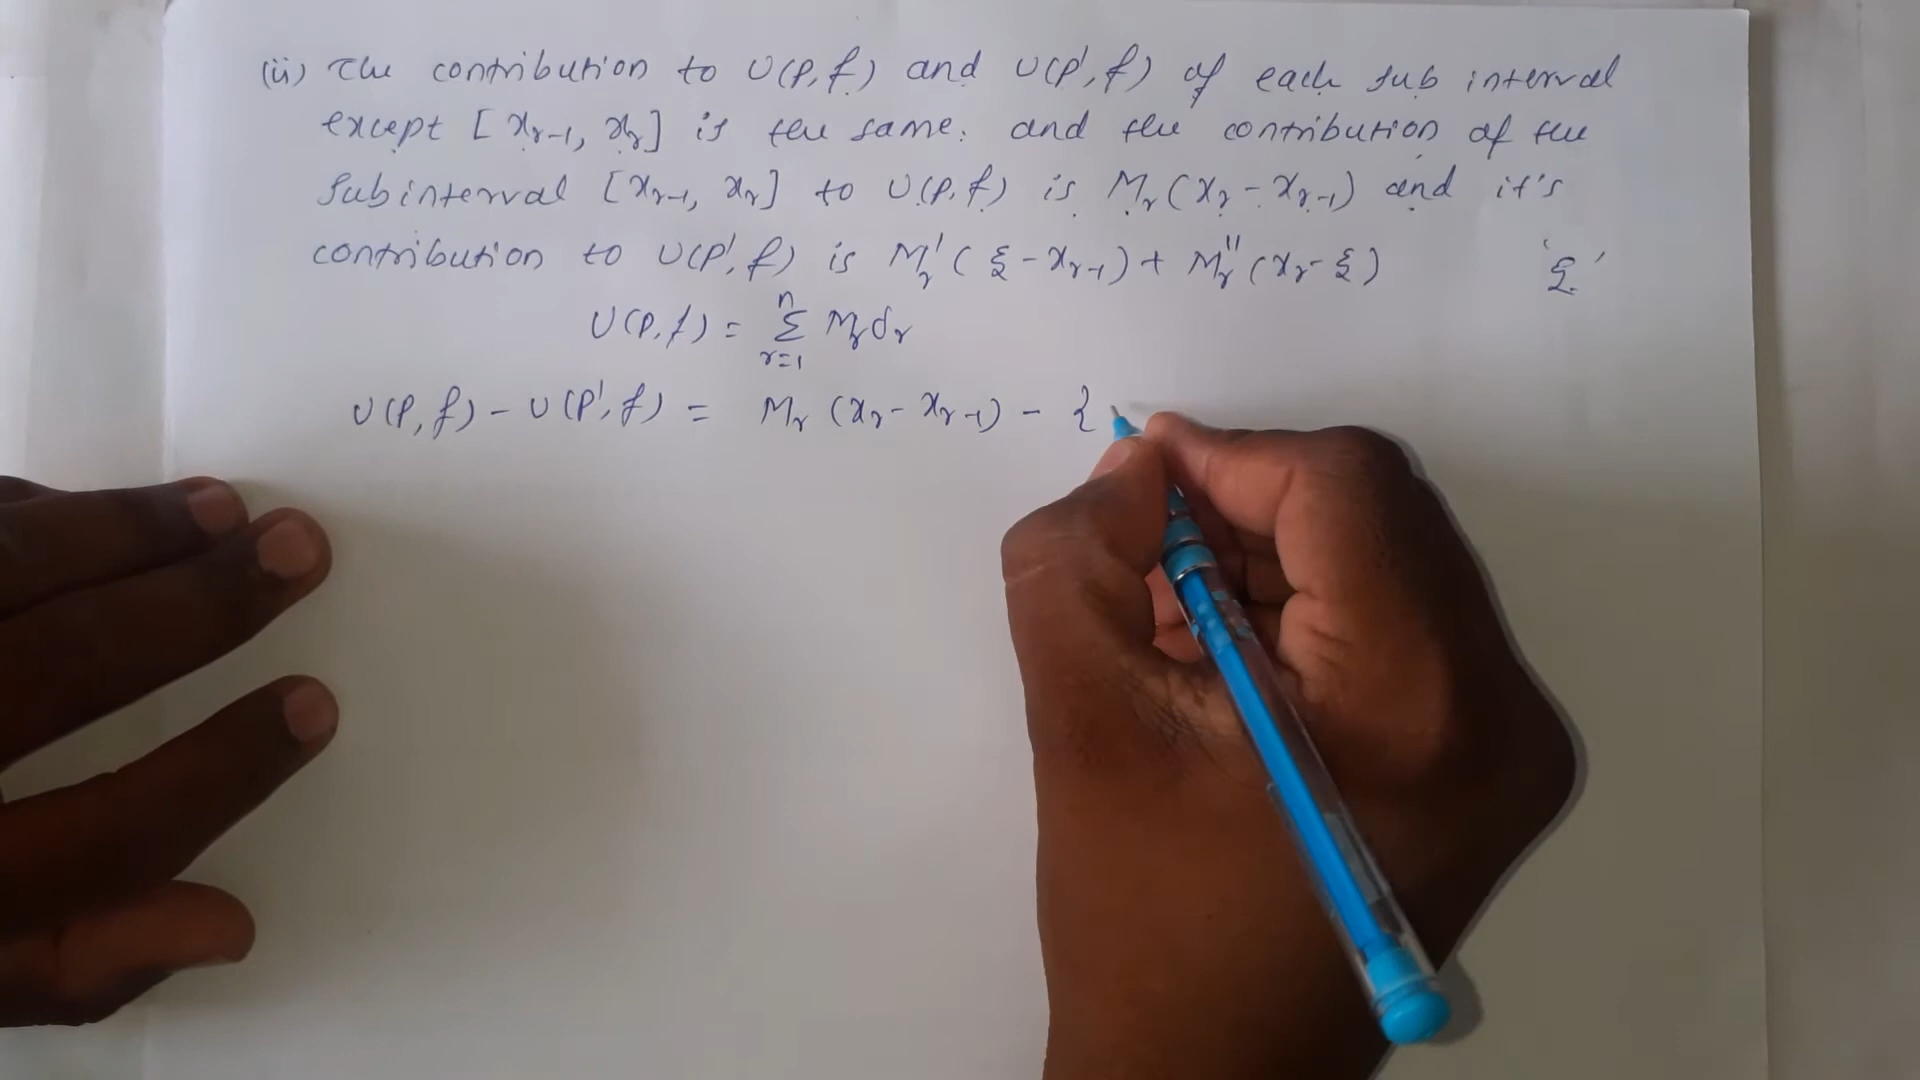 (ii) The contribution to U(P, f) and U(P', f) of each sub interval
except [x_{r-1}, x_r] is the same. and the contribution of the
Subinterval [x_{r-1}, x_r] to U(P, f) is M_r (x_r - x_{r-1}) and it's
contribution to U(P', f) is M_r' (ξ - x_{r-1}) + M_r'' (x_r - ξ) 'ξ'
U(P, f) = Σ_{r=1}^{n} M_r δ_r
U(P, f) - U(P', f) = M_r (x_r - x_{r-1}) - {